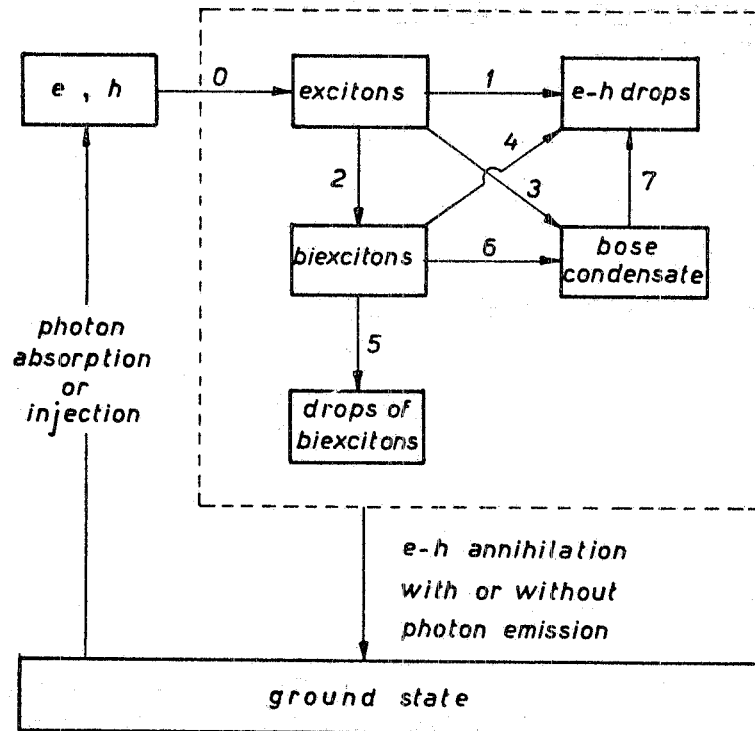 e , h
0
excitons
1
e-h drops
2
4
3
7
biexcitons
6
bose
condensate
photon
absorption
or
injection
5
drops of
biexcitons
e-h annihilation
with or without
photon emission
ground state